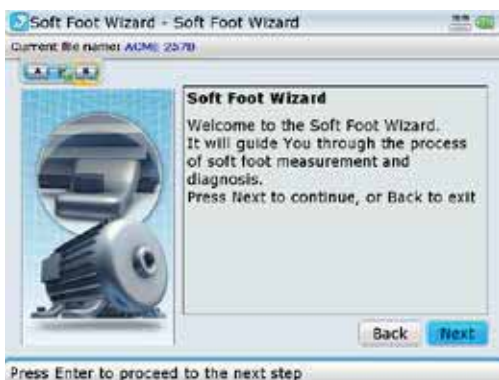 Soft Foot Wizard - Soft Foot Wizard
Current file name: ACME 2570
A
B
Soft Foot Wizard
Welcome to the Soft Foot Wizard.
It will guide You through the process
of soft foot measurement and
diagnosis.
Press Next to continue, or Back to exit
Back Next
Press Enter to proceed to the next step